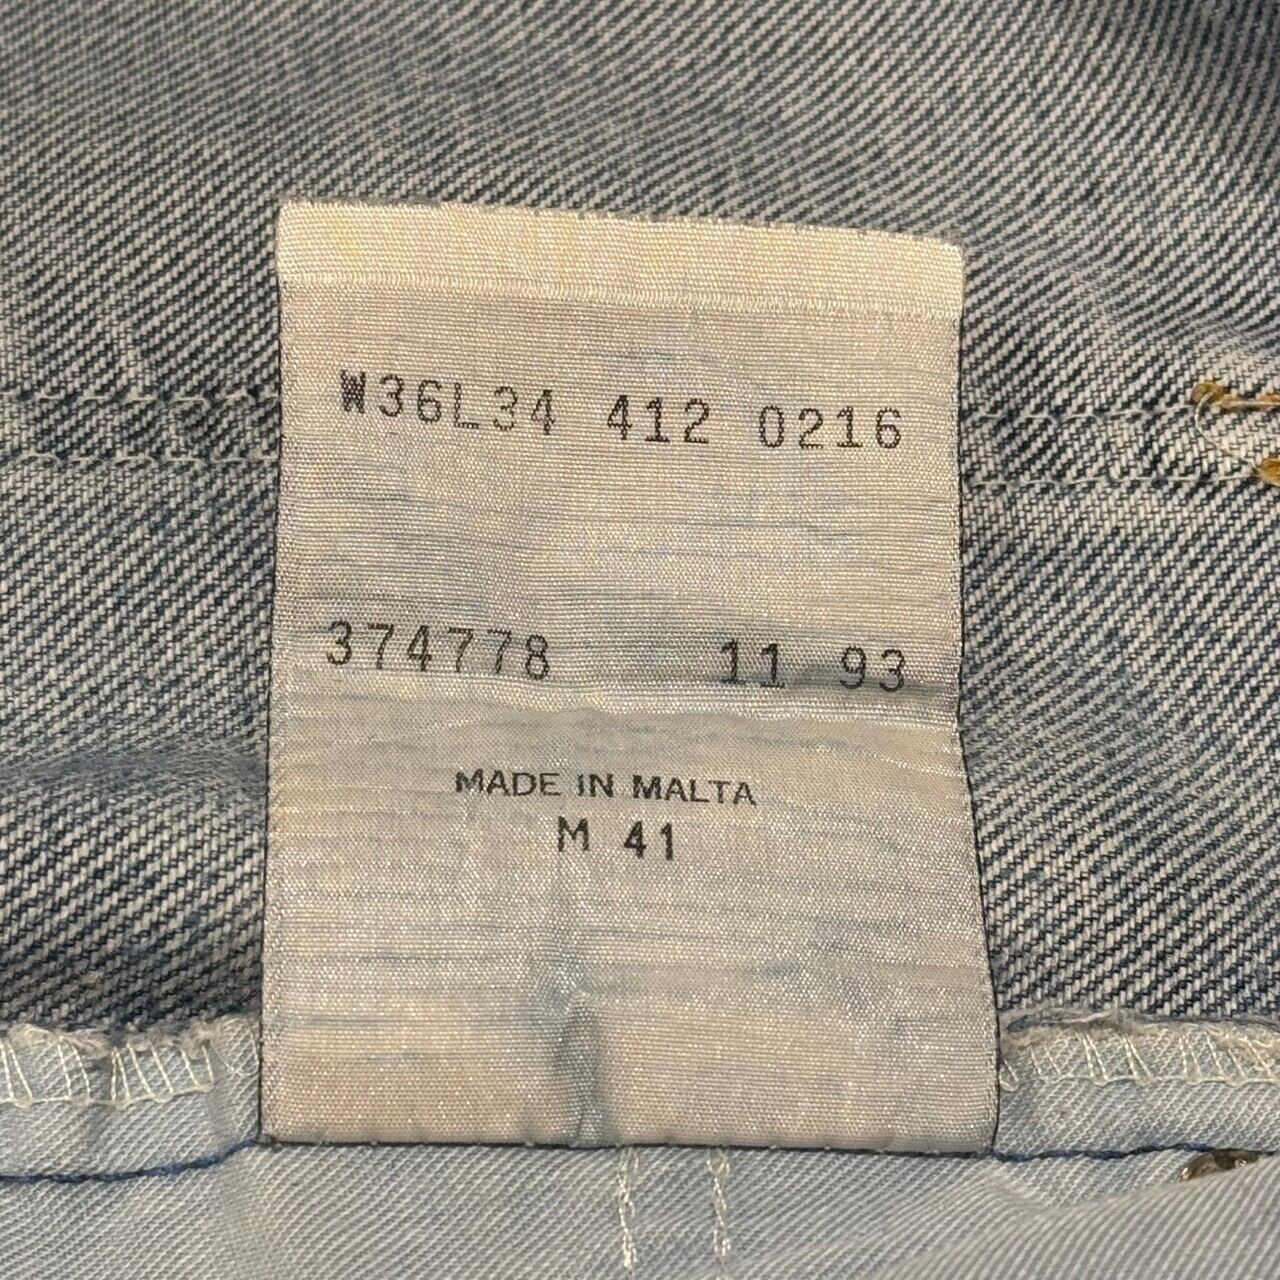 W36L34 412 0216
374778 11 93
MADE IN MALTA
M 41